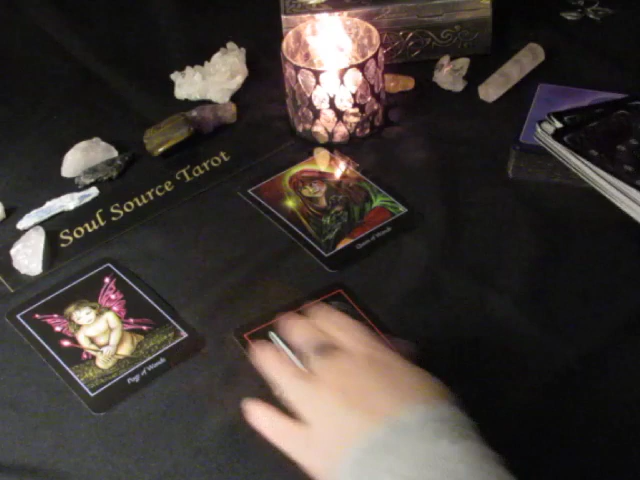 Soul Source Tarot
Queen of Wands
Page of Wands